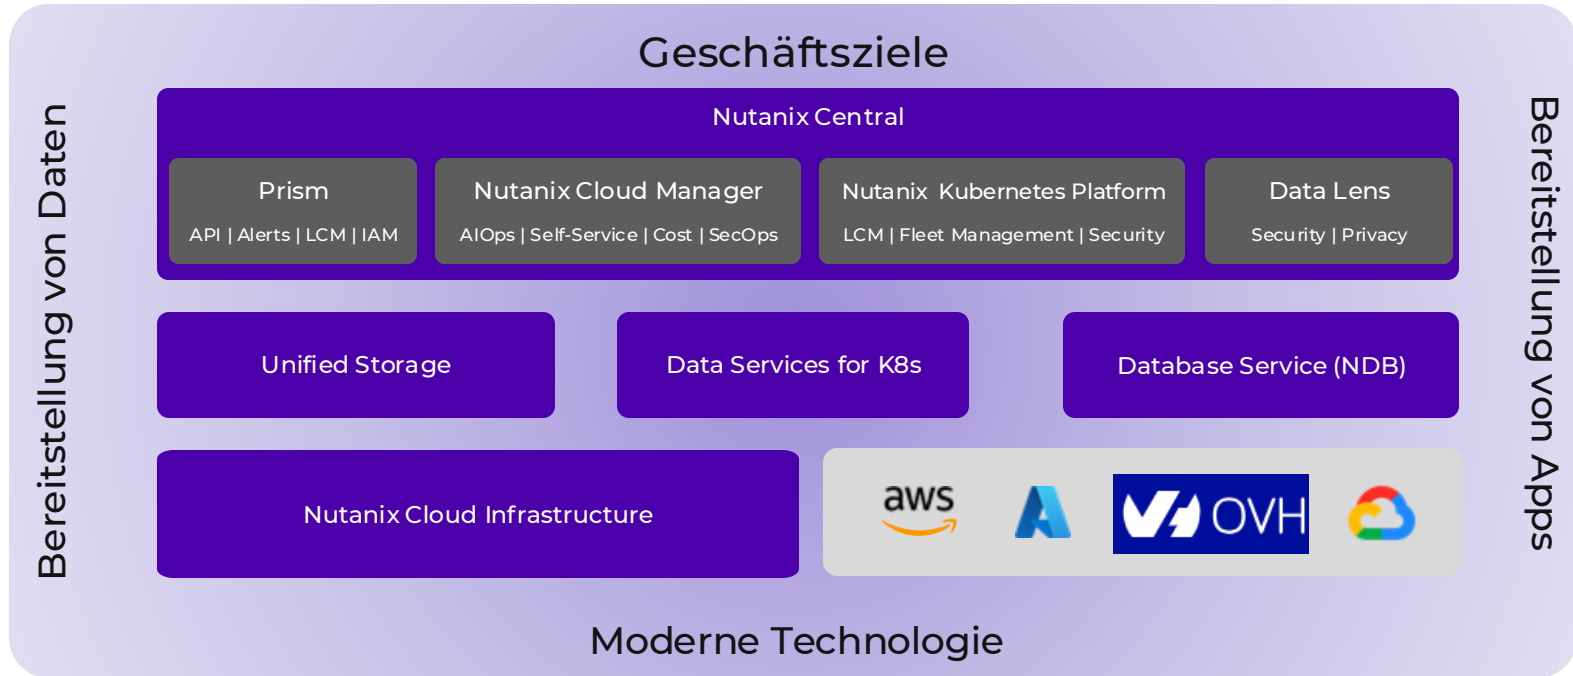 Geschäftsziele
Bereitstellung von Daten
Nutanix Central
Prism
API | Alerts | LCM | IAM
Nutanix Cloud Manager
AIOps | Self-Service | Cost | SecOps
Nutanix Kubernetes Platform
LCM | Fleet Management | Security
Data Lens
Security | Privacy
Unified Storage
Data Services for K8s
Database Service (NDB)
Nutanix Cloud Infrastructure
aws
OVH
Bereitstellung von Apps
Moderne Technologie